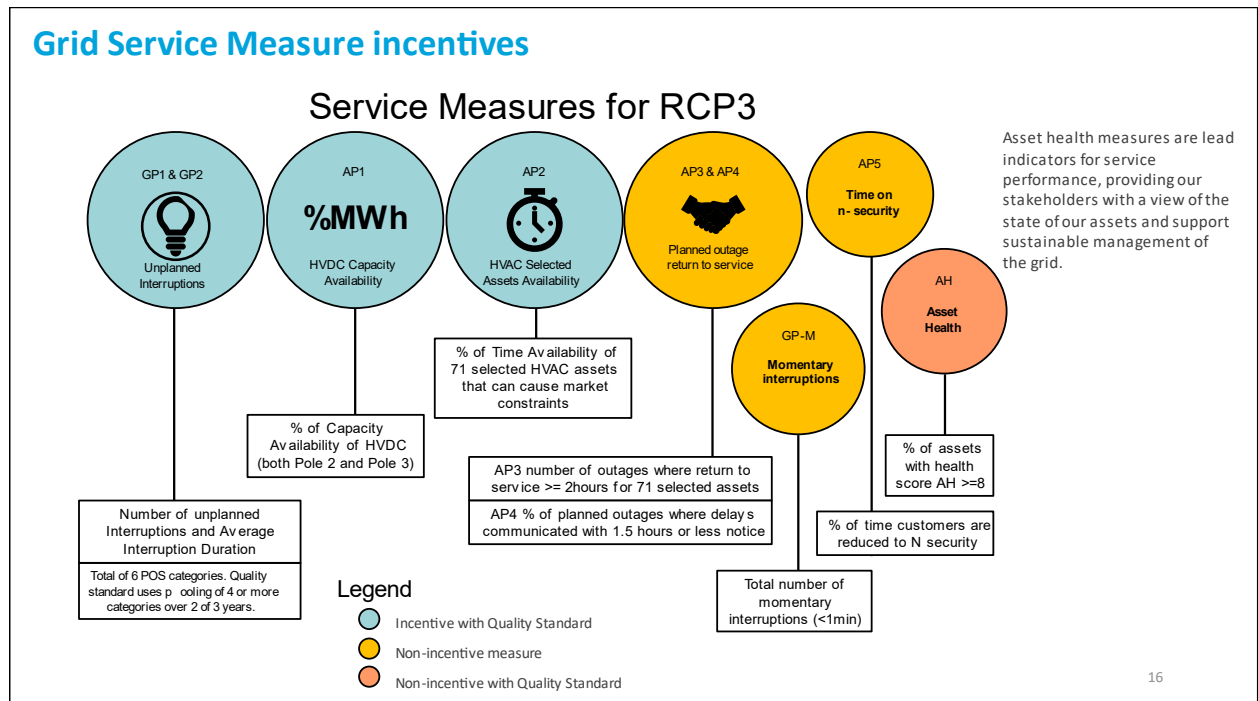 Grid Service Measure incentives
Service Measures for RCP3
GP1 & GP2
Unplanned
Interruptions
AP1
%MWh
HVDC Capacity
Availability
AP2
HVAC Selected
Assets Availability
AP3 & AP4
Planned outage
return to service
AP5
Time on
n- security
GP-M
Momentary
interruptions
AH
Asset
Health
Asset health measures are lead
indicators for service
performance, providing our
stakeholders with a view of the
state of our assets and support
sustainable management of
the grid.
% of Time Availability of
71 selected HVAC assets
that can cause market
constraints
% of Capacity
Availability of HVDC
(both Pole 2 and Pole 3)
AP3 number of outages where return to
service >= 2hours for 71 selected assets
AP4 % of planned outages where delays
communicated with 1.5 hours or less notice
% of assets
with health
score AH >=8
% of time customers are
reduced to N security
Number of unplanned
Interruptions and Average
Interruption Duration
Total of 6 POS categories. Quality
standard uses p ooling of 4 or more
categories over 2 of 3 years.
Total number of
momentary
interruptions (<1min)
Legend
Incentive with Quality Standard
Non-incentive measure
Non-incentive with Quality Standard
16